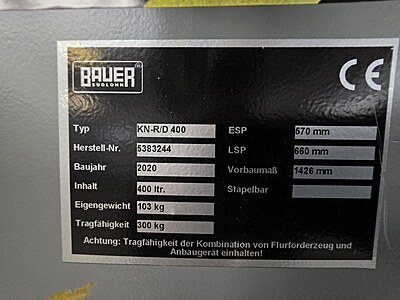 BAUER®
SÜDLOHN
CE
Typ KN-R/D 400 ESP 570 mm
Herstell-Nr. 5383244 LSP 660 mm
Baujahr 2020 Vorbaumaß 1426 mm
Inhalt 400 ltr. Stapelbar
Eigengewicht 103 kg
Tragfähigkeit 300 kg
Achtung: Tragfähigkeit der Kombination von Flurförderzeug und
Anbaugerät einhalten!